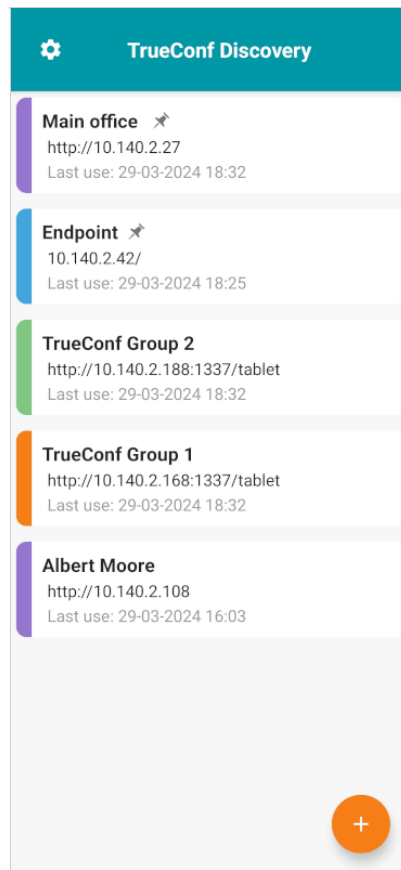 TrueConf Discovery
Main office
http://10.140.2.27
Last use: 29-03-2024 18:32
Endpoint
10.140.2.42/
Last use: 29-03-2024 18:25
TrueConf Group 2
http://10.140.2.188:1337/tablet
Last use: 29-03-2024 18:32
TrueConf Group 1
http://10.140.2.168:1337/tablet
Last use: 29-03-2024 18:32
Albert Moore
http://10.140.2.108
Last use: 29-03-2024 16:03
+